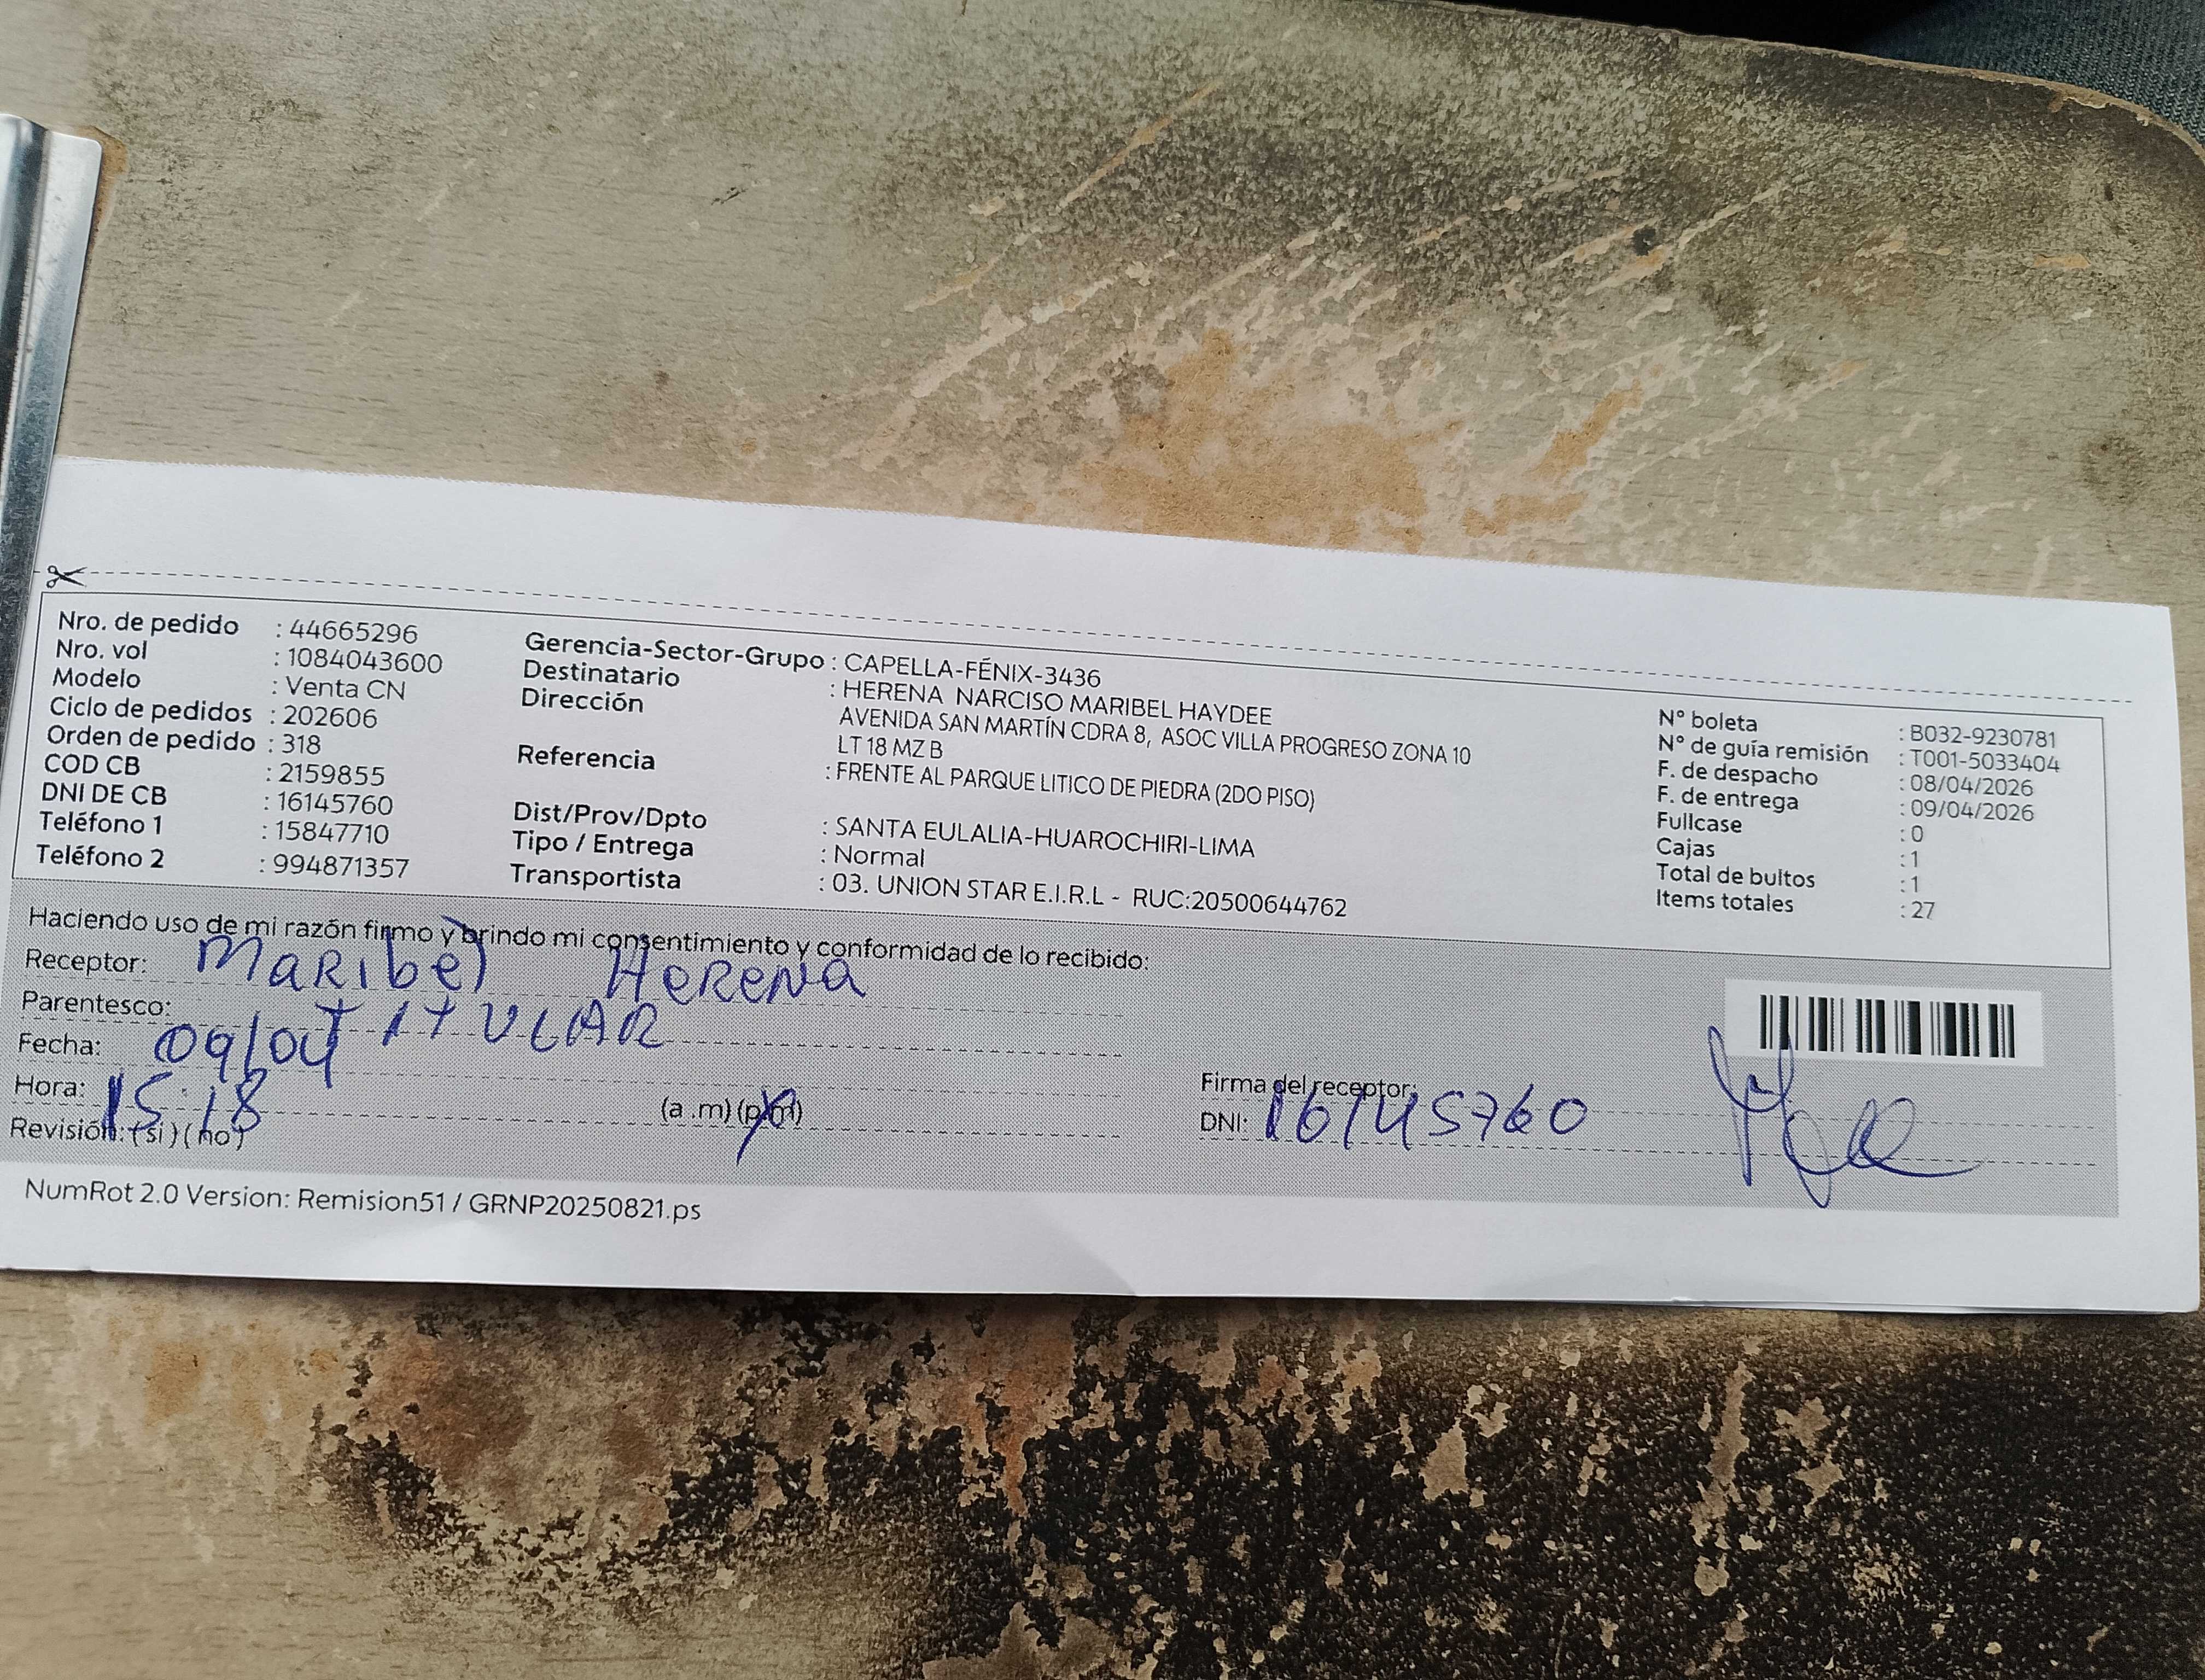 Nro. de pedido : 44665296
Nro. vol : 1084043600
Modelo : Venta CN
Ciclo de pedidos : 202606
Orden de pedido : 318
COD CB : 2159855
DNI DE CB : 16145760
Teléfono 1 : 15847710
Teléfono 2 : 994871357
Gerencia-Sector-Grupo : CAPELLA-FÉNIX-3436
Destinatario : HERENA NARCISO MARIBEL HAYDEE
Dirección AVENIDA SAN MARTÍN CDRA 8, ASOC VILLA PROGRESO ZONA 10
LT 18 MZ B
Referencia : FRENTE AL PARQUE LITICO DE PIEDRA (2DO PISO)
Dist/Prov/Dpto : SANTA EULALIA-HUAROCHIRI-LIMA
Tipo / Entrega : Normal
Transportista : 03. UNION STAR E.I.R.L - RUC:20500644762
N° boleta : B032-9230781
N° de guía remisión : T001-5033404
F. de despacho : 08/04/2026
F. de entrega : 09/04/2026
Fullcase : 0
Cajas : 1
Total de bultos : 1
Items totales : 27
Haciendo uso de mi razón firmo y brindo mi consentimiento y conformidad de lo recibido:
Receptor: Maribel Herena
Parentesco: TITULAR
Fecha: 09/04
Hora: 15:18 (a .m) (p.m)
Revisión: (si) (no)
Firma del receptor:
DNI: 16145760
NumRot 2.0 Version: Remision51 / GRNP20250821.ps